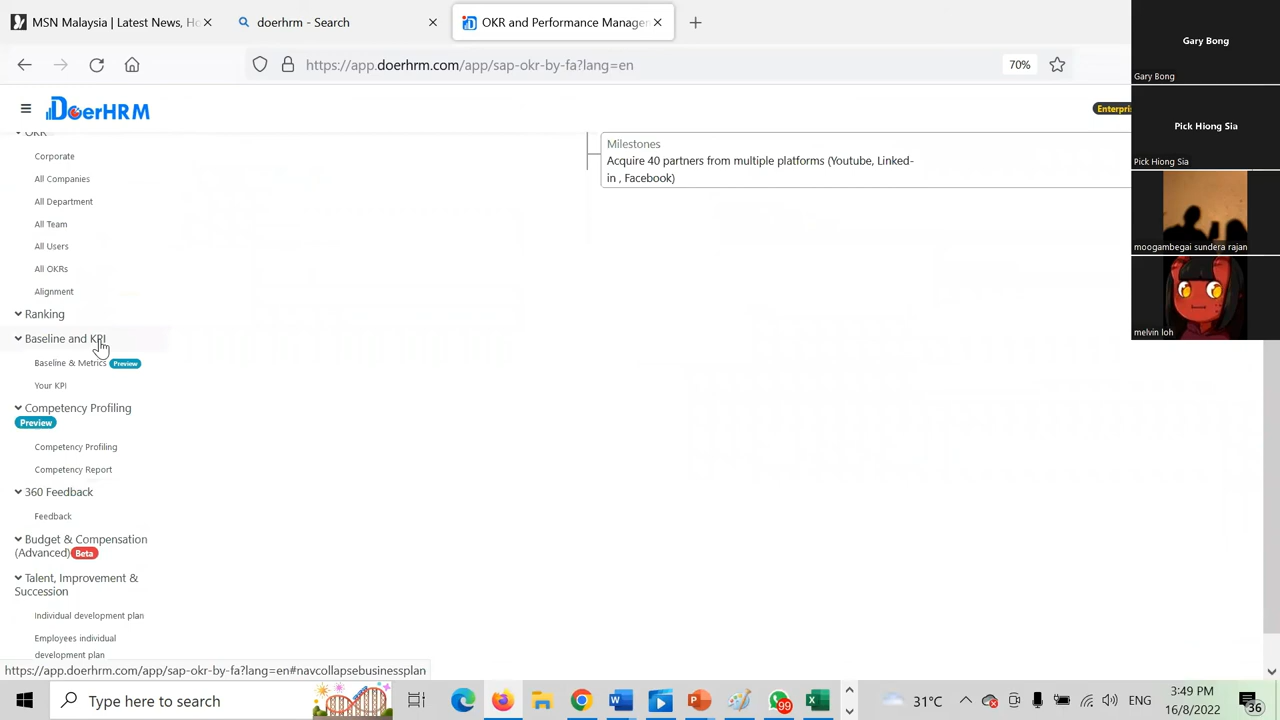 MSN Malaysia | Latest News, Ho
doerhrm - Search
OKR and Performance Manager
https://app.doerhrm.com/app/sap-okr-by-fa?lang=en
70%
DoerHRM
Enterpris
OKR
Corporate
All Companies
All Department
All Team
All Users
All OKRs
Alignment
Ranking
Baseline and KPI
Baseline & Metrics Preview
Your KPI
Competency Profiling
Preview
Competency Profiling
Competency Report
360 Feedback
Feedback
Budget & Compensation
(Advanced) Beta
Talent, Improvement &
Succession
Individual development plan
Employees individual
development plan
Milestones
Acquire 40 partners from multiple platforms (Youtube, Linked-
in , Facebook)
Gary Bong
Gary Bong
Pick Hiong Sia
Pick Hiong Sia
moogambegai sundera rajan
melvin loh
https://app.doerhrm.com/app/sap-okr-by-fa?lang=en#navcollapsebusinessplan
Type here to search
99
31°C
ENG
3:49 PM
16/8/2022
36